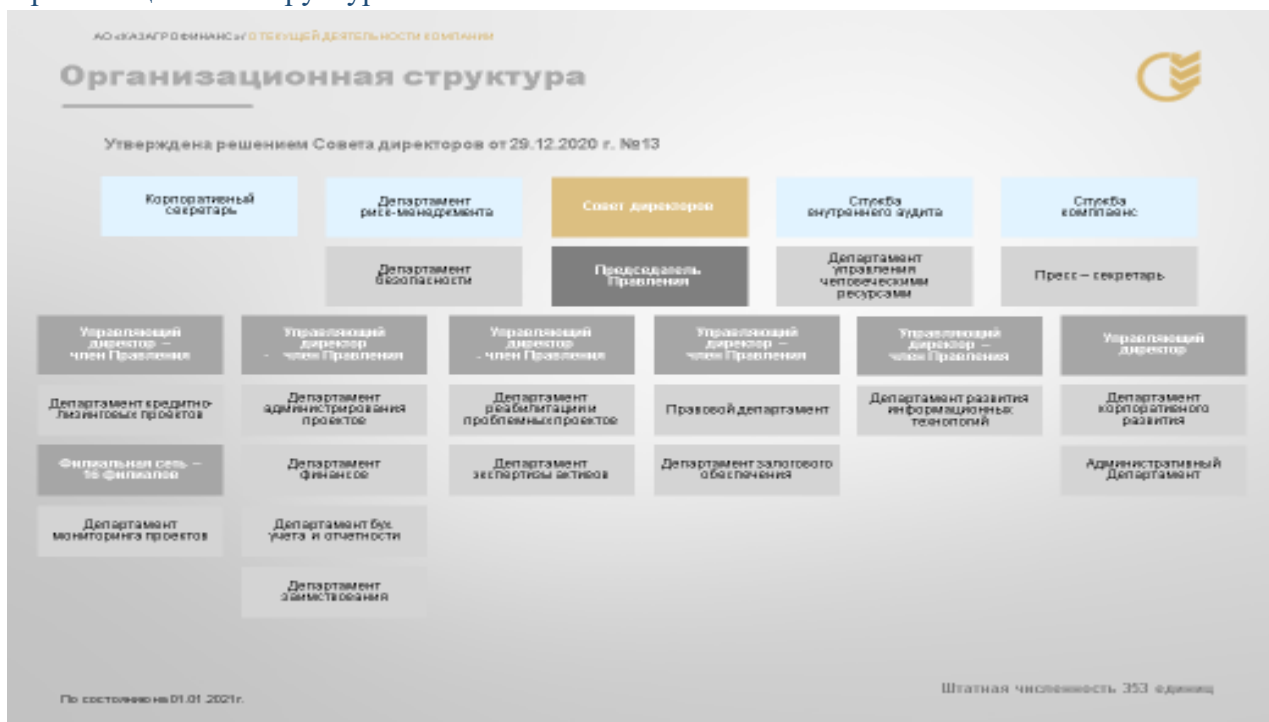 АО «КАЗАГРОФИНАНС»/ О ТЕКУЩЕЙ ДЕЯТЕЛЬНОСТИ КОМПАНИИ
Организационная структура
Утверждена решением Совета директоров от 29.12.2020 г. №13
Корпоративный
секретарь
Департамент
риск-менеджмента
Совет директоров
Служба
внутреннего аудита
Служба
комплаенс
Департамент
безопасности
Председатель
Правления
Департамент
управления
человеческими
ресурсами
Пресс – секретарь
Управляющий
директор –
член Правления
Управляющий
директор
- член Правления
Управляющий
директор
- член Правления
Управляющий
директор –
член Правления
Управляющий
директор –
член Правления
Управляющий
директор
Департамент кредитно-
лизинговых проектов
Департамент
администрирования
проектов
Департамент
реабилитации и
проблемных проектов
Правовой департамент
Департамент развития
информационных
технологий
Департамент
корпоративного
развития
Филиальная сеть –
16 филиалов
Департамент
финансов
Департамент
экспертизы активов
Департамент залогового
обеспечения
Административный
Департамент
Департамент
мониторинга проектов
Департамент бух.
учета и отчетности
Департамент
заимствования
Штатная численность 353 единиц
По состоянию на 01.01.2021г.